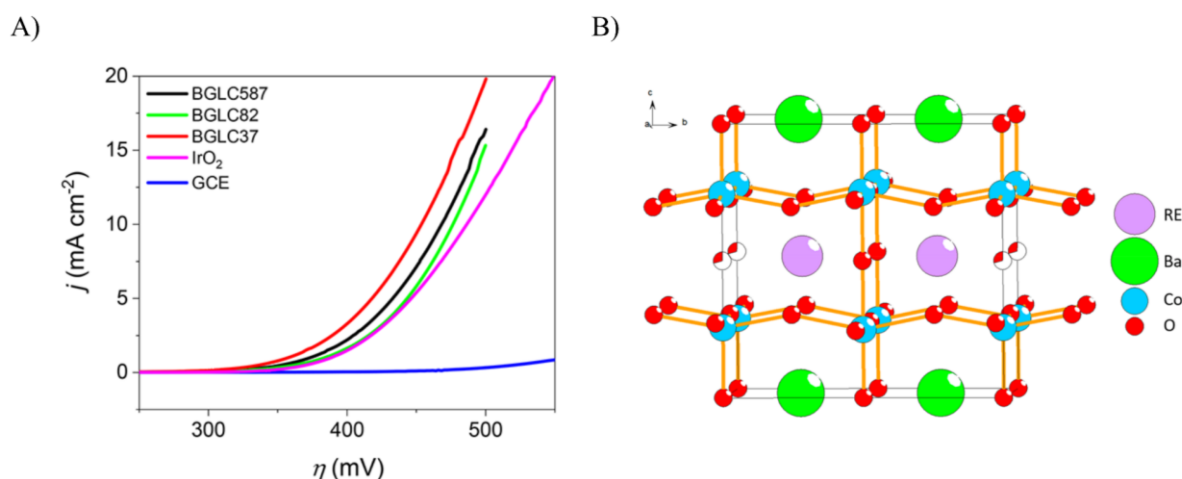 A)
B)
20
15
10
5
0
BGLC587
BGLC82
BGLC37
IrO₂
GCE
j (mA cm⁻²)
300
400
500
η (mV)
c
a
b
RE
Ba
Co
O